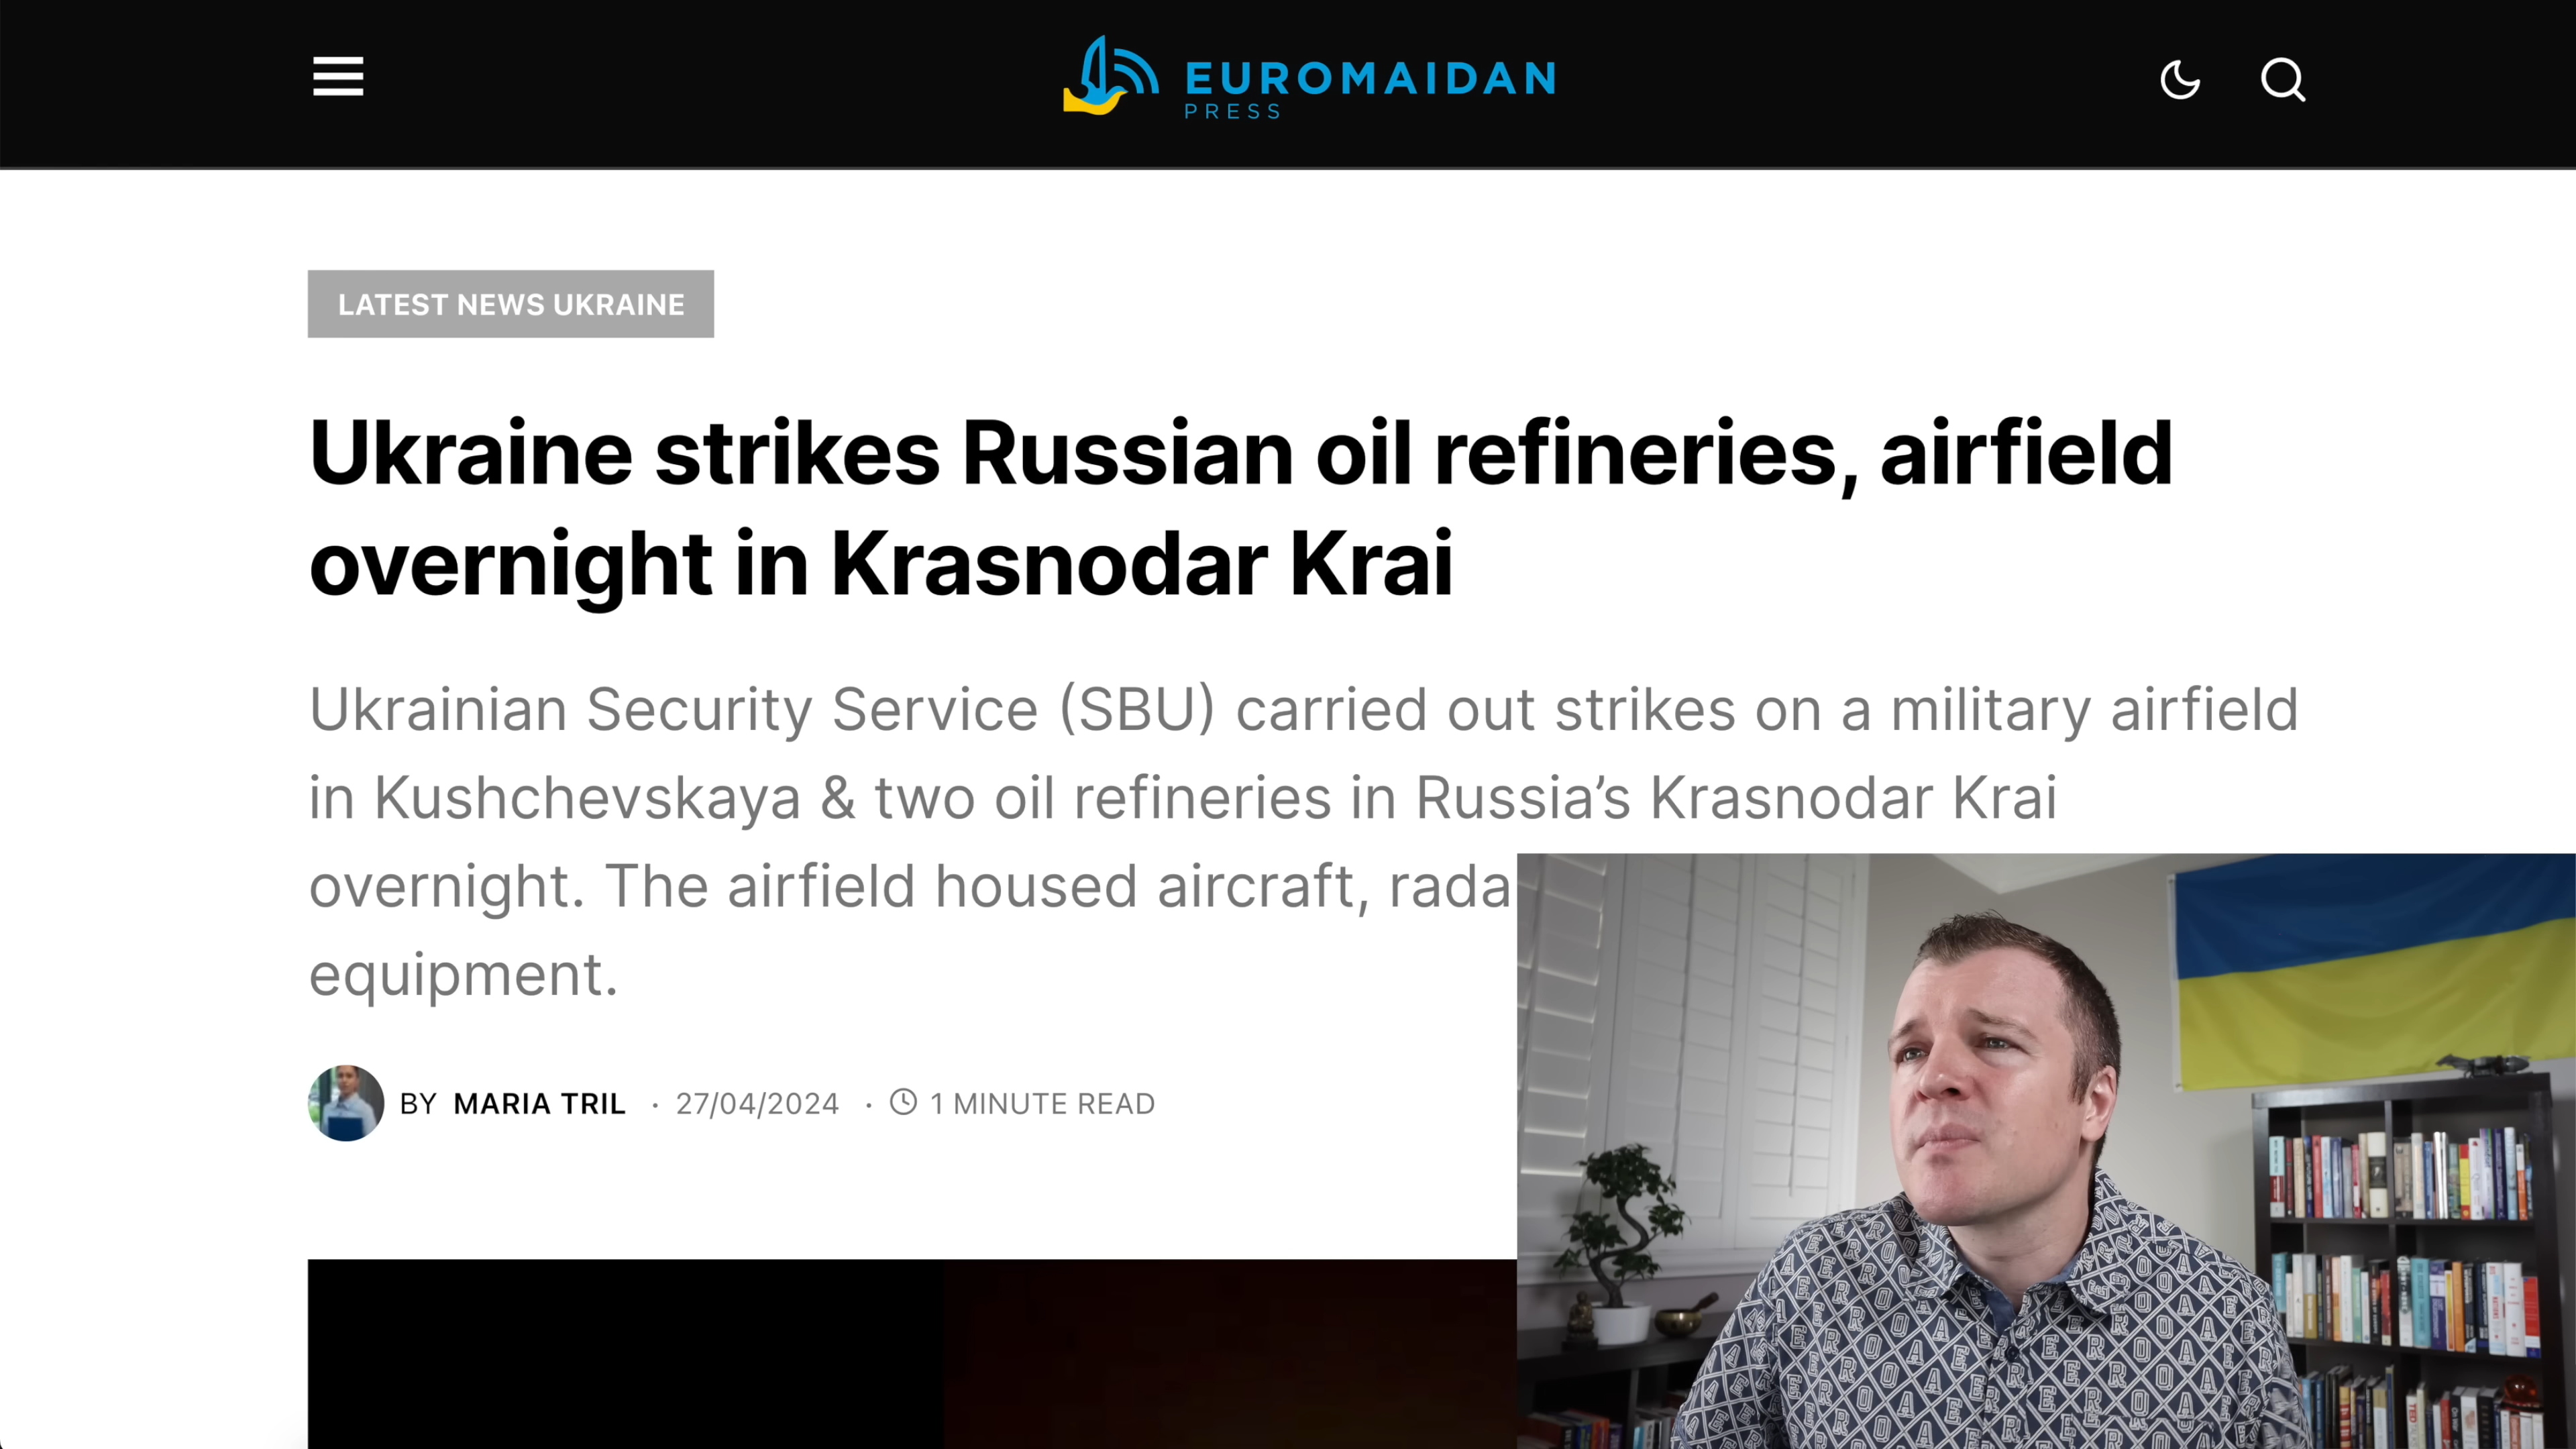 EUROMAIDAN
PRESS
LATEST NEWS UKRAINE
Ukraine strikes Russian oil refineries, airfield
overnight in Krasnodar Krai
Ukrainian Security Service (SBU) carried out strikes on a military airfield
in Kushchevskaya & two oil refineries in Russia’s Krasnodar Krai
overnight. The airfield housed aircraft, rada
equipment.
BY MARIA TRIL · 27/04/2024 · 1 MINUTE READ